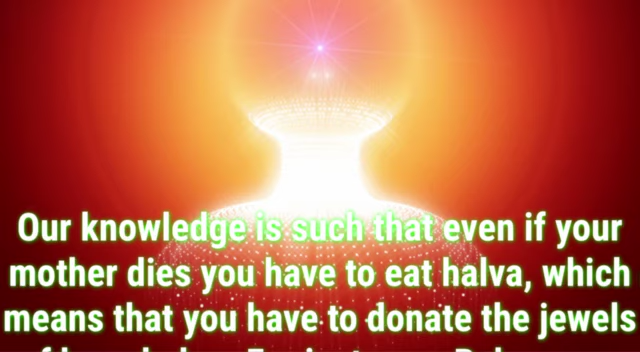 Our knowledge is such that even if your
mother dies you have to eat halva, which
means that you have to donate the jewels